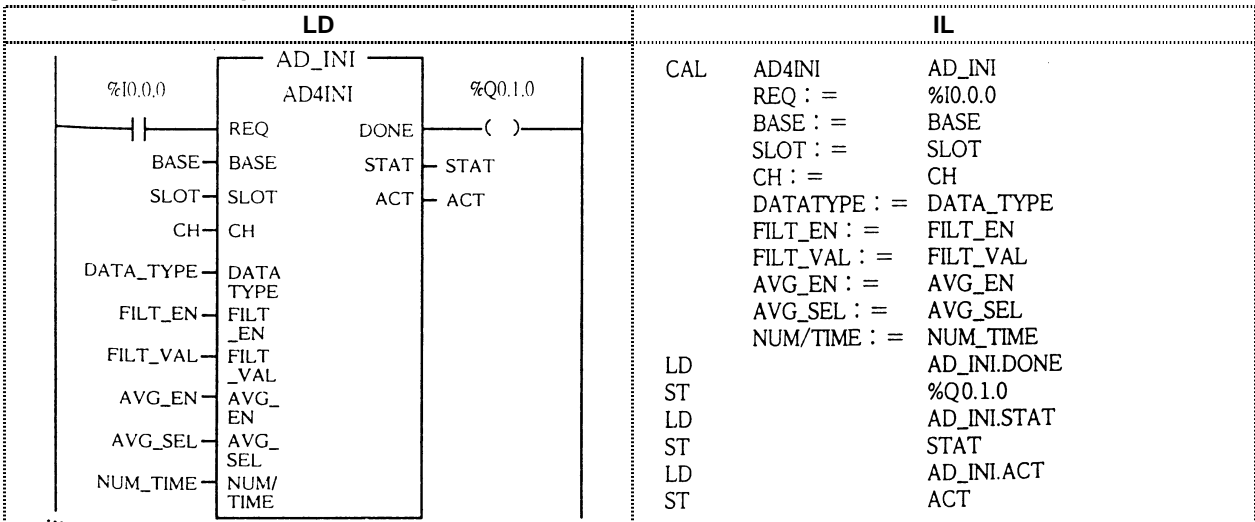 LD
IL
AD_INI
AD4INI
%I0.0.0
%Q0.1.0
REQ
DONE
BASE
BASE
STAT
STAT
SLOT
SLOT
ACT
ACT
CH
CH
DATA_TYPE
DATA
TYPE
FILT_EN
FILT
_EN
FILT_VAL
FILT
_VAL
AVG_EN
AVG_
EN
AVG_SEL
AVG_
SEL
NUM_TIME
NUM/
TIME
CAL AD4INI AD_INI
REQ : = %I0.0.0
BASE : = BASE
SLOT : = SLOT
CH : = CH
DATATYPE : = DATA_TYPE
FILT_EN : = FILT_EN
FILT_VAL : = FILT_VAL
AVG_EN : = AVG_EN
AVG_SEL : = AVG_SEL
NUM/TIME : = NUM_TIME
LD AD_INI.DONE
ST %Q0.1.0
LD AD_INI.STAT
ST STAT
LD AD_INI.ACT
ST ACT